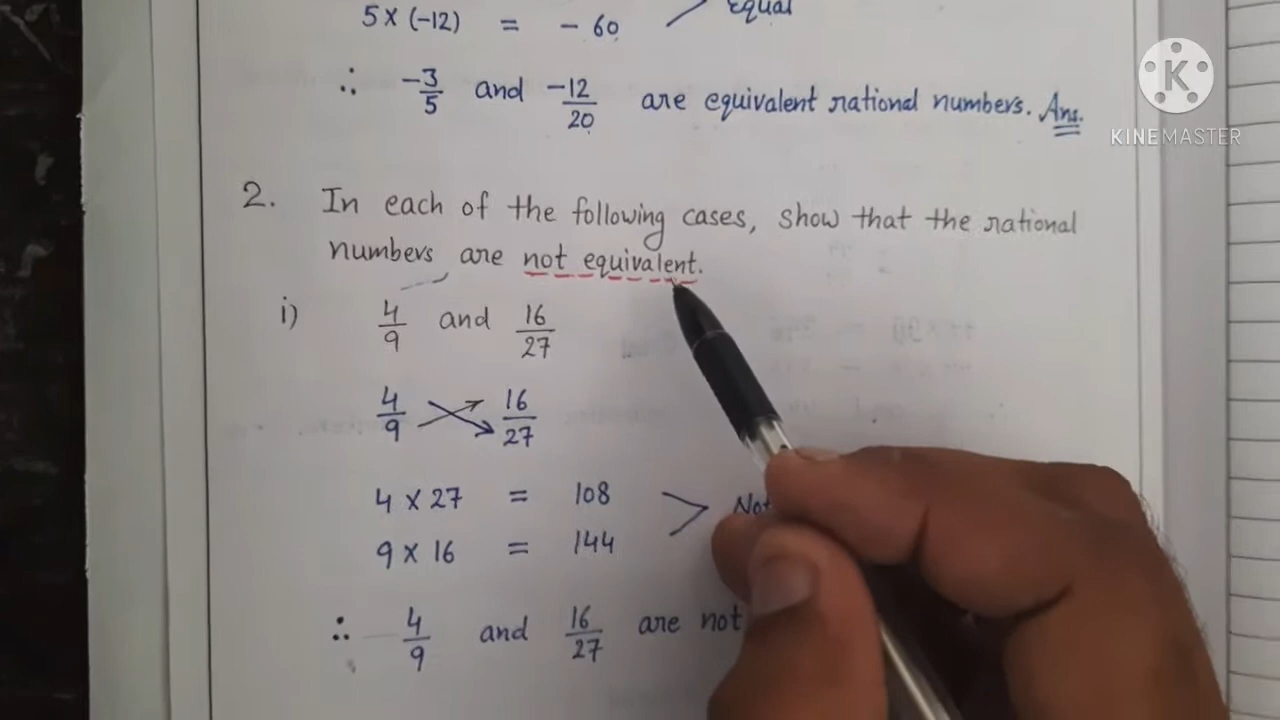 5 × (-12) = - 60 Equal
∴ -3/5 and -12/20 are equivalent rational numbers. Ans.
KINEMASTER
2. In each of the following cases, show that the rational
numbers are not equivalent.
i) 4/9 and 16/27
4/9 16/27
4 × 27 = 108
9 × 16 = 144
Not
∴ 4/9 and 16/27 are not